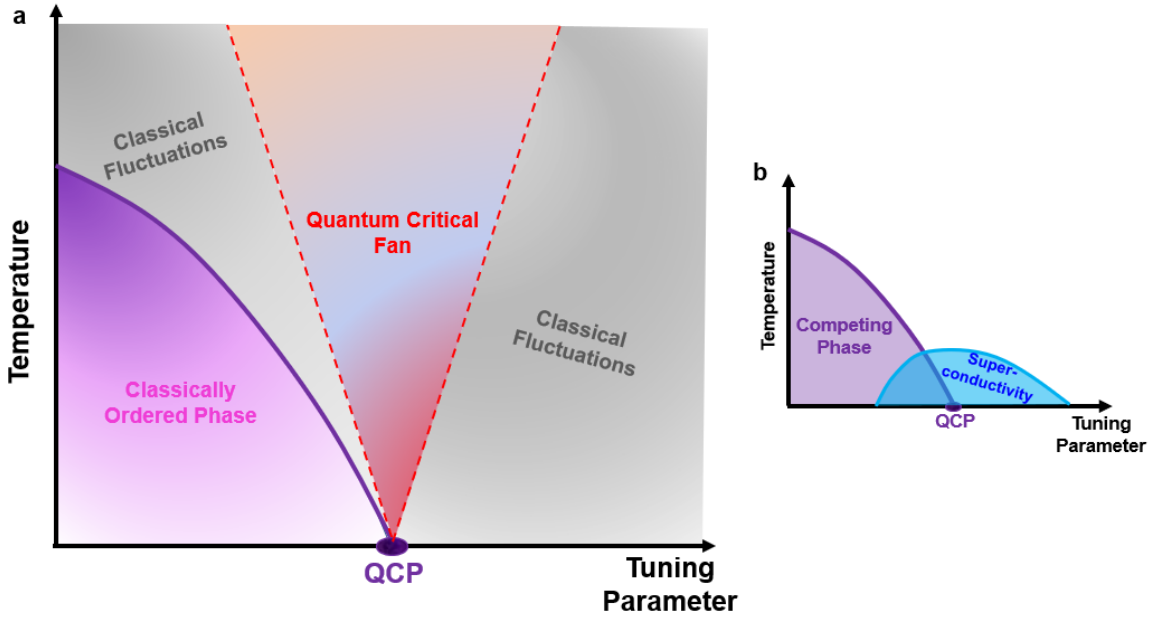 a
Classical
Fluctuations
Quantum Critical
Fan
Classical
Fluctuations
Classically
Ordered Phase
Temperature
QCP
Tuning
Parameter
b
Temperature
Competing
Phase
Super-
conductivity
QCP
Tuning
Parameter